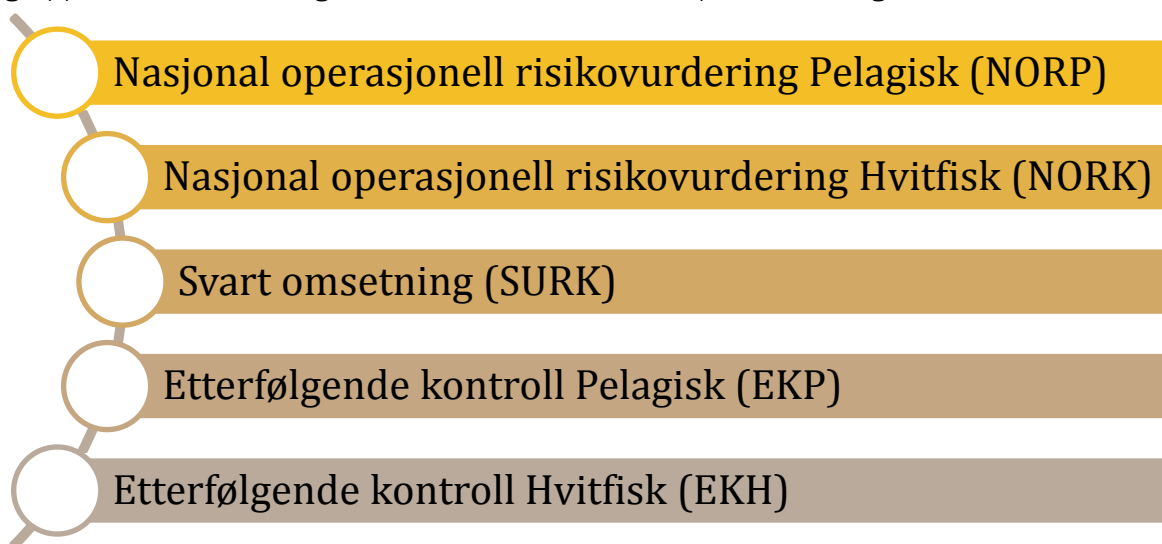 Nasjonal operasjonell risikovurdering Pelagisk (NORP)
Nasjonal operasjonell risikovurdering Hvitfisk (NORK)
Svart omsetning (SURK)
Etterfølgende kontroll Pelagisk (EKP)
Etterfølgende kontroll Hvitfisk (EKH)